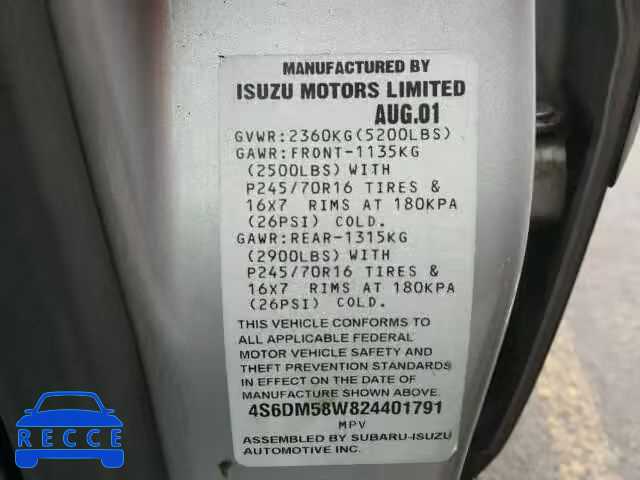 MANUFACTURED BY
ISUZU MOTORS LIMITED
AUG.01
GVWR:2360KG(5200LBS)
GAWR:FRONT-1135KG
(2500LBS) WITH
P245/70R16 TIRES &
16X7 RIMS AT 180KPA
(26PSI) COLD.
GAWR:REAR-1315KG
(2900LBS) WITH
P245/70R16 TIRES &
16X7 RIMS AT 180KPA
(26PSI) COLD.
THIS VEHICLE CONFORMS TO
ALL APPLICABLE FEDERAL
MOTOR VEHICLE SAFETY AND
THEFT PREVENTION STANDARDS
IN EFFECT ON THE DATE OF
MANUFACTURE SHOWN ABOVE.
4S6DM58W824401791
MPV
ASSEMBLED BY SUBARU-ISUZU
AUTOMOTIVE INC.
RECCE